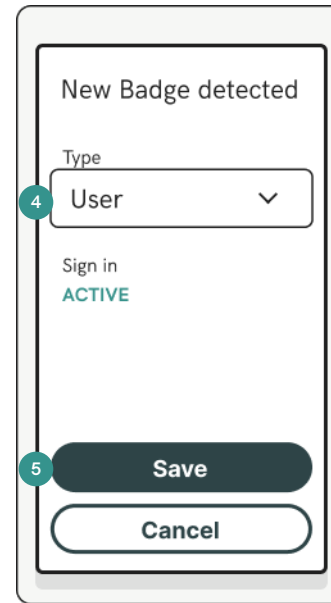 New Badge detected
Type
4 User
Sign in
ACTIVE
5 Save
Cancel